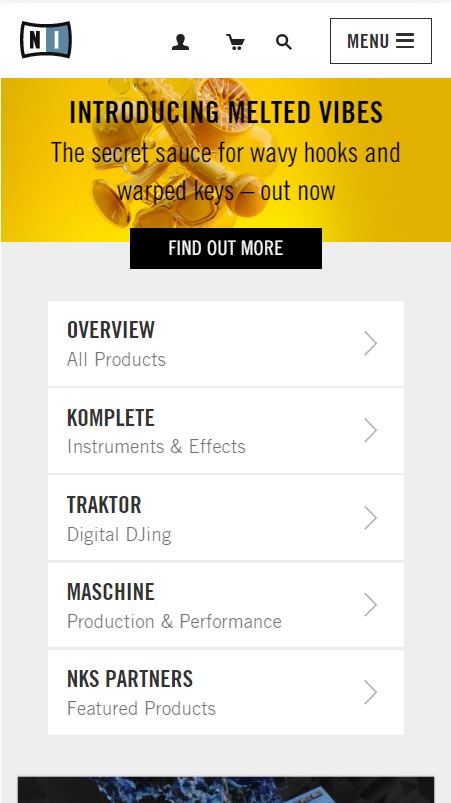 NI
MENU
INTRODUCING MELTED VIBES
The secret sauce for wavy hooks and
warped keys – out now
FIND OUT MORE
OVERVIEW
All Products
KOMPLETE
Instruments & Effects
TRAKTOR
Digital DJing
MASCHINE
Production & Performance
NKS PARTNERS
Featured Products